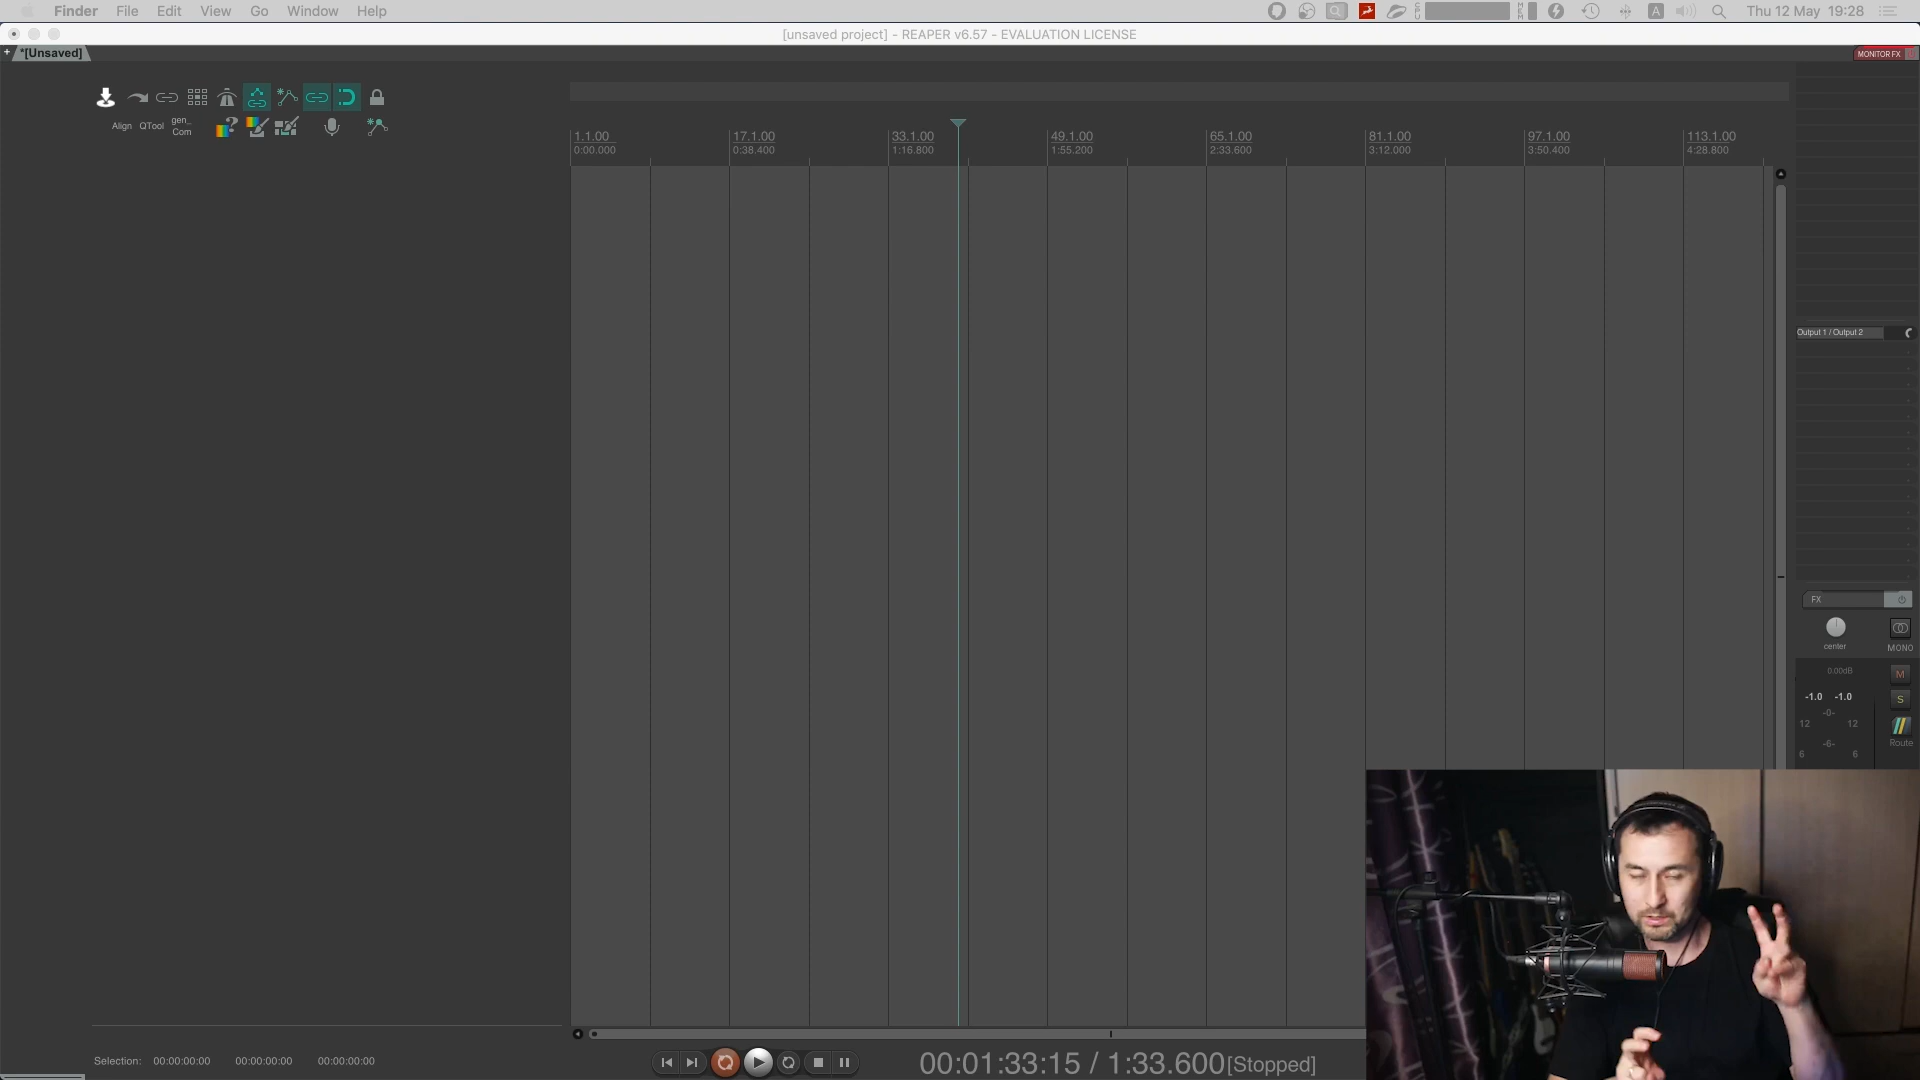 Finder File Edit View Go Window Help
A Thu 12 May 19:28
[unsaved project] - REAPER v6.57 - EVALUATION LICENSE
+ *[Unsaved]
MONITOR FX
Align QTool gen_
Com
1.1.00 17.1.00 33.1.00 49.1.00 65.1.00 81.1.00 97.1.00 113.1.00
0:00.000 0:38.400 1:16.800 1:55.200 2:33.600 3:12.000 3:50.400 4:28.800
Output 1 / Output 2
FX
center MONO
0.00dB M
-1.0 -1.0 S
-0-
12 12
Route
-6-
6 6
Selection: 00:00:00:00 00:00:00:00 00:00:00:00
00:01:33:15 / 1:33.600 [Stopped]